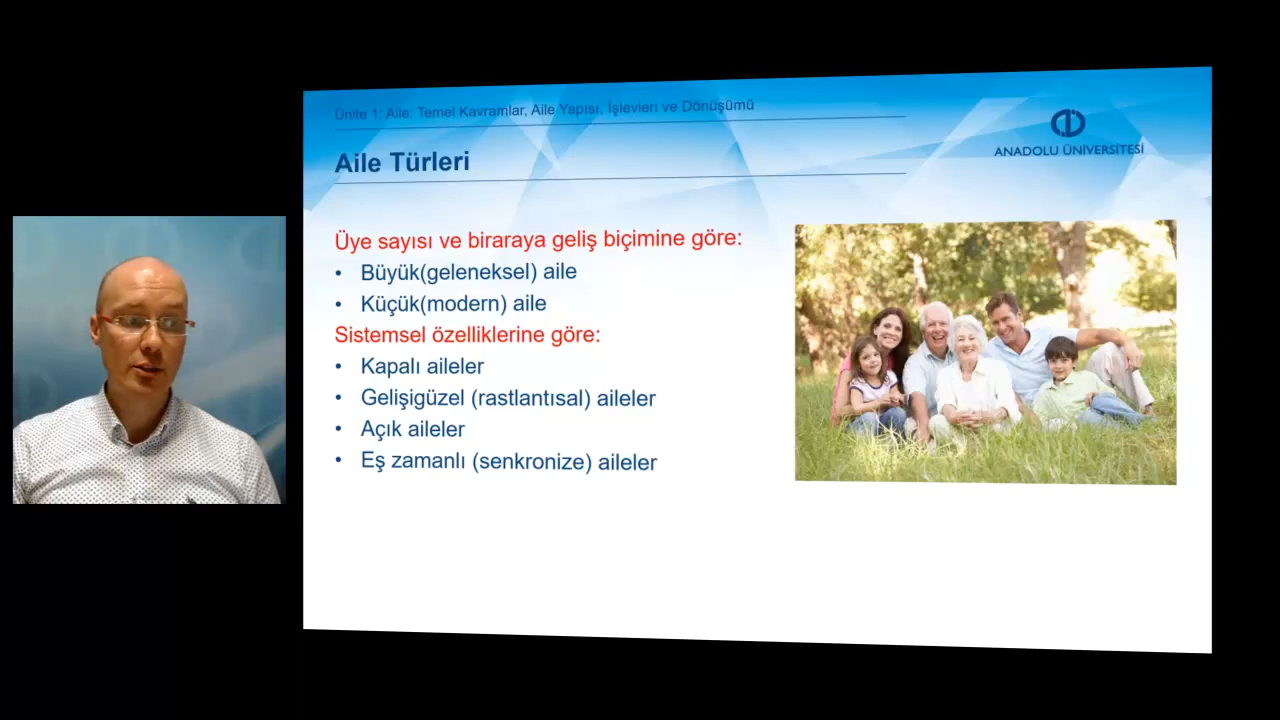 Ünite 1: Aile: Temel Kavramlar, Aile Yapısı, İşlevleri ve Dönüşümü
ANADOLU ÜNİVERSİTESİ
Aile Türleri
Üye sayısı ve biraraya geliş biçimine göre:
• Büyük(geleneksel) aile
• Küçük(modern) aile
Sistemsel özelliklerine göre:
• Kapalı aileler
• Gelişigüzel (rastlantısal) aileler
• Açık aileler
• Eş zamanlı (senkronize) aileler